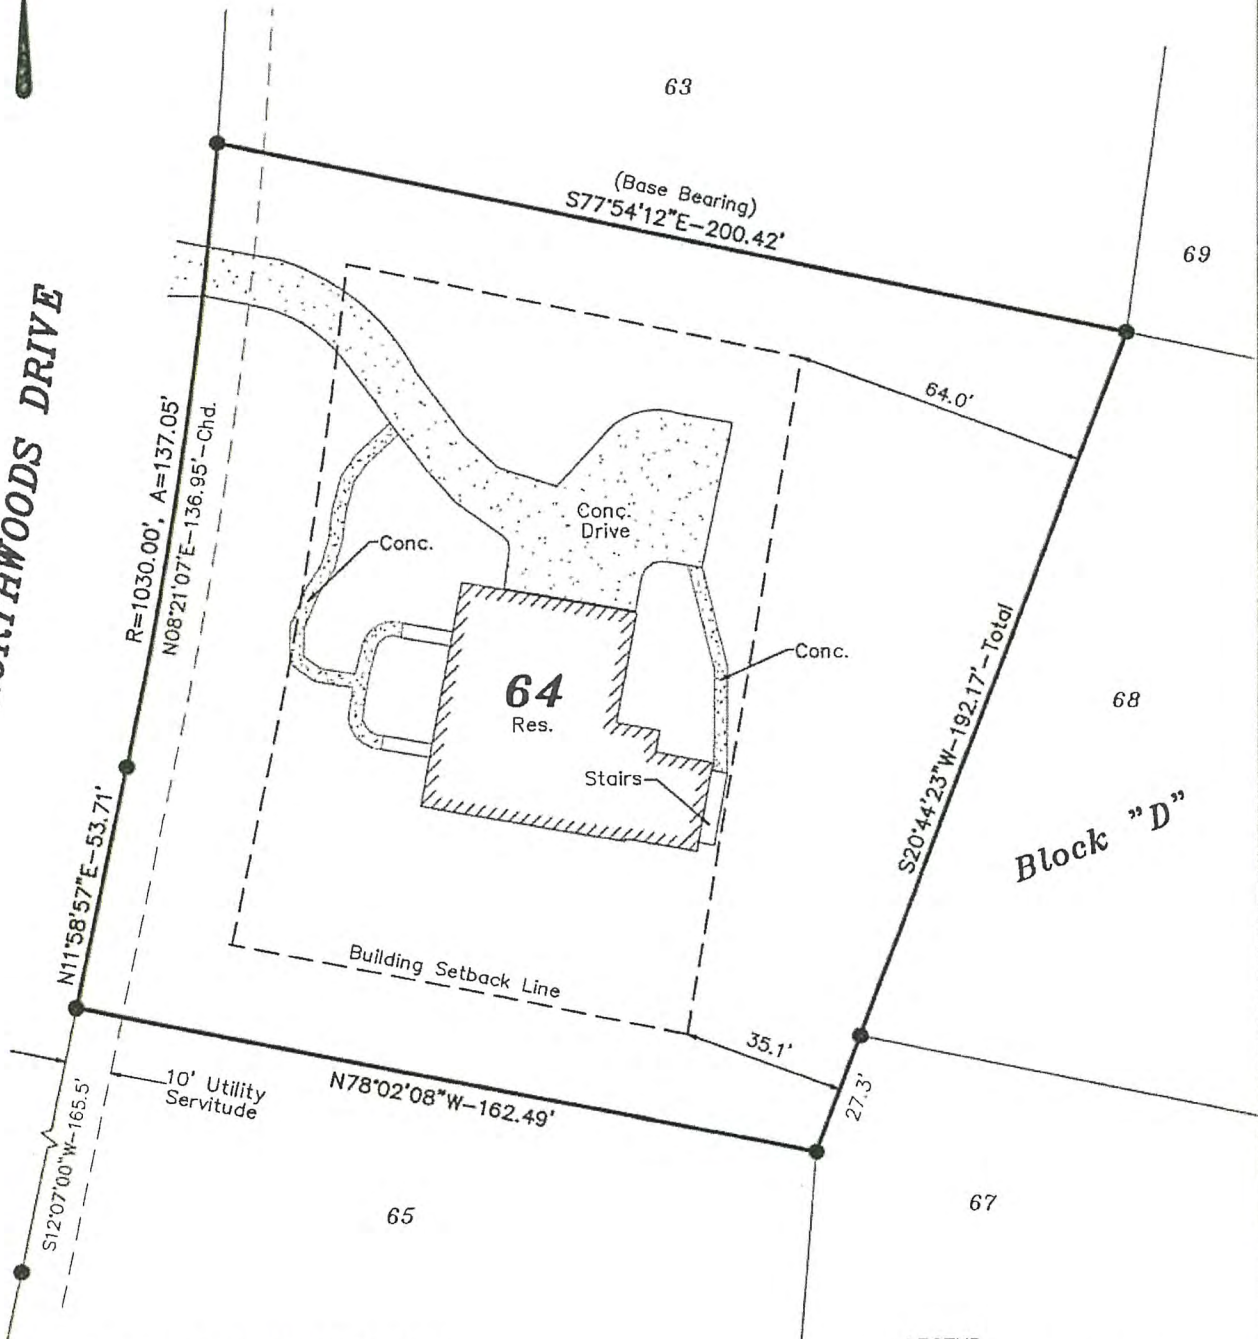 63
(Base Bearing)
S77°54'12"E-200.42'
69
DRIVE
64.0'
R=1030.00', A=137.05'
N08°21'07"E-136.95'-Chd.
Conc.
Drive
Conc.
Conc.
64
Res.
Stairs
S20°44'23"W-192.17'-Total
68
Block "D"
N11°58'57"E-53.71'
Building Setback Line
35.1'
27.3'
10' Utility
Servitude
N78°02'08"W-162.49'
S12°07'00"W-165.5'
65
67